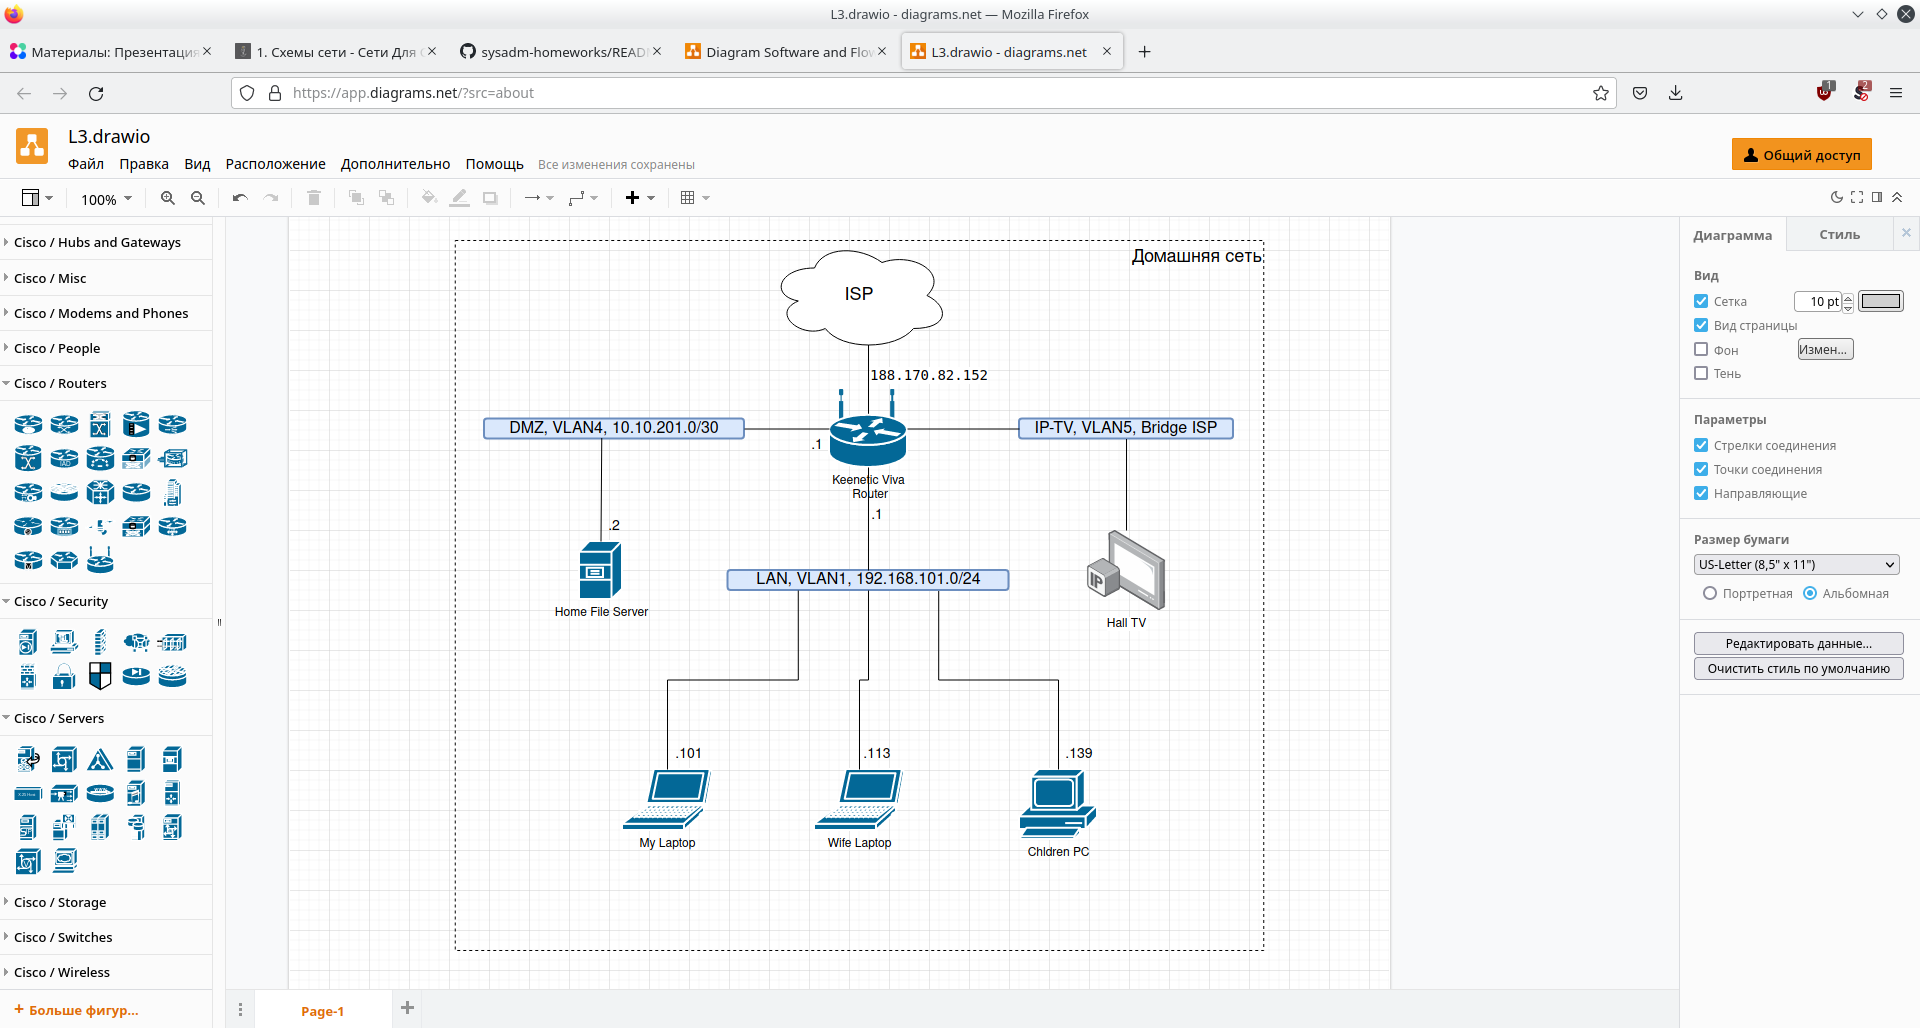 L3.drawio - diagrams.net — Mozilla Firefox
Материалы: Презентация
1. Схемы сети - Сети Для С
sysadm-homeworks/READ
Diagram Software and Flo
L3.drawio - diagrams.net
https://app.diagrams.net/?src=about
1
2
L3.drawio
Файл Правка Вид Расположение Дополнительно Помощь Все изменения сохранены
Общий доступ
100%
Cisco / Hubs and Gateways
Cisco / Misc
Cisco / Modems and Phones
Cisco / People
Cisco / Routers
Cisco / Security
Cisco / Servers
Cisco / Storage
Cisco / Switches
Cisco / Wireless
+ Больше фигур...
Домашняя сеть
ISP
188.170.82.152
DMZ, VLAN4, 10.10.201.0/30
IP-TV, VLAN5, Bridge ISP
.1
Keenetic Viva
Router
.1
.2
Home File Server
LAN, VLAN1, 192.168.101.0/24
IP
Hall TV
.101
.113
.139
My Laptop
Wife Laptop
Chldren PC
Page-1
Диаграмма
Стиль
Вид
Сетка
10 pt
Вид страницы
Фон
Измен...
Тень
Параметры
Стрелки соединения
Точки соединения
Направляющие
Размер бумаги
US-Letter (8,5" x 11")
Портретная
Альбомная
Редактировать данные...
Очистить стиль по умолчанию